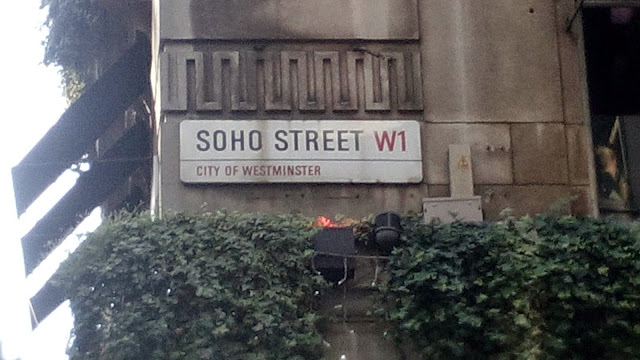 SOHO STREET W1
CITY OF WESTMINSTER